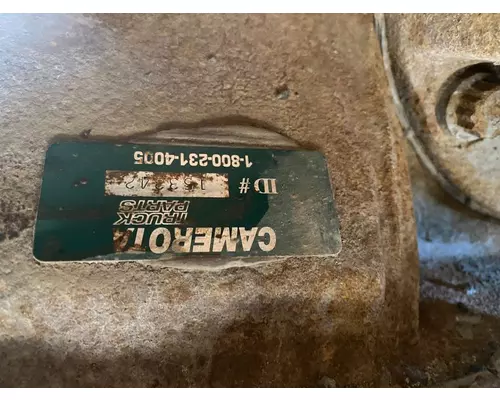 CAMEROTA
TRUCK
PARTS
ID #
1-800-231-4005